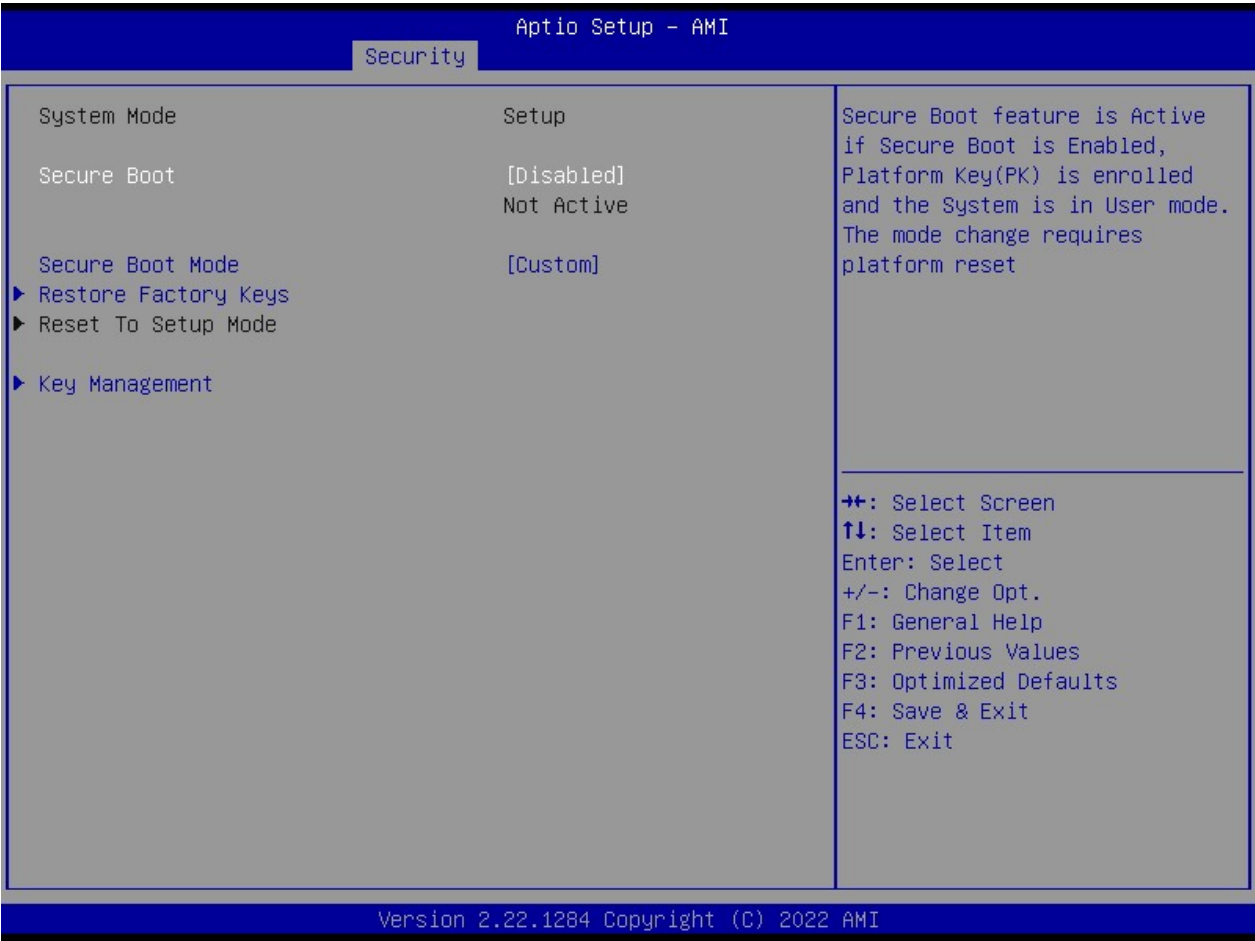 Aptio Setup – AMI
Security
System Mode Setup
Secure Boot [Disabled]
Not Active
Secure Boot Mode [Custom]
▶ Restore Factory Keys
▶ Reset To Setup Mode
▶ Key Management
Secure Boot feature is Active
if Secure Boot is Enabled,
Platform Key(PK) is enrolled
and the System is in User mode.
The mode change requires
platform reset
→←: Select Screen
↑↓: Select Item
Enter: Select
+/-: Change Opt.
F1: General Help
F2: Previous Values
F3: Optimized Defaults
F4: Save & Exit
ESC: Exit
Version 2.22.1284 Copyright (C) 2022 AMI